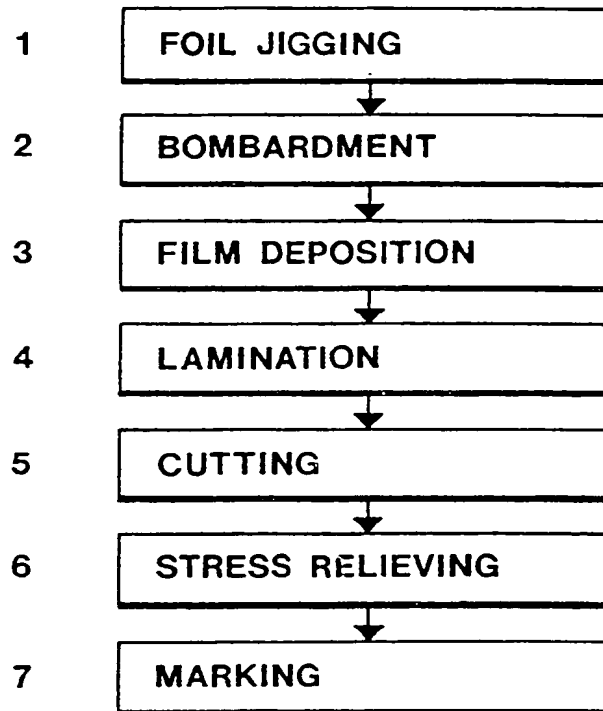 1 FOIL JIGGING
2 BOMBARDMENT
3 FILM DEPOSITION
4 LAMINATION
5 CUTTING
6 STRESS RELIEVING
7 MARKING